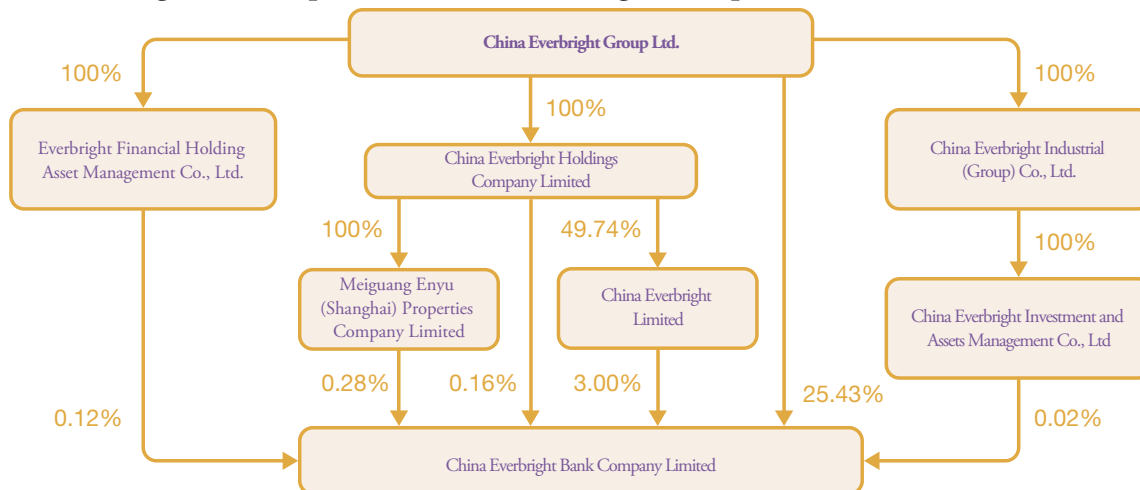 China Everbright Group Ltd.
100%
100%
100%
Everbright Financial Holding
Asset Management Co., Ltd.
China Everbright Holdings
Company Limited
China Everbright Industrial
(Group) Co., Ltd.
100%
49.74%
100%
Meiguang Enyu
(Shanghai) Properties
Company Limited
China Everbright
Limited
China Everbright Investment and
Assets Management Co., Ltd
0.28%
0.16%
3.00%
25.43%
0.12%
0.02%
China Everbright Bank Company Limited